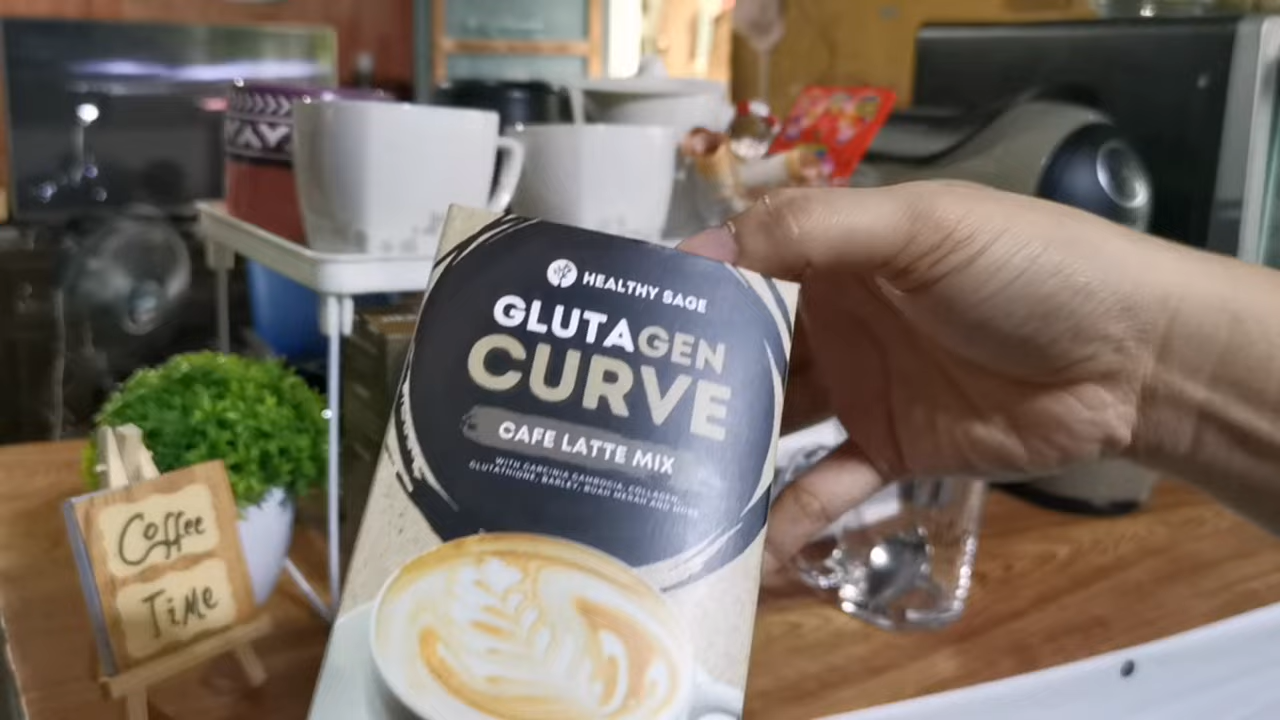 HEALTHY SAGE
GLUTAGEN
CURVE
CAFE LATTE MIX
WITH GARCINIA CAMBOGIA, COLLAGEN,
GLUTATHIONE, BARLEY, BUAH MERAH AND MORE
Coffee
TiMe